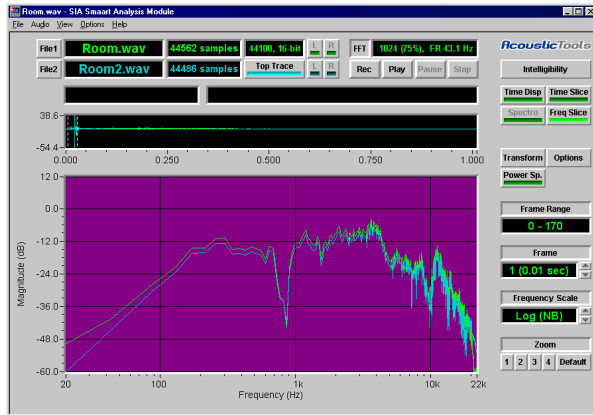 Room.wav - SIA Smaart Analysis Module
File Audio View Options Help
File1 Room.wav 44562 samples 44100, 16-bit L R FFT 1024 (75%), FR 43.1 Hz
AcousticTools
File2 Room2.wav 44486 samples Top Trace L R Rec Play Pause Stop
Intelligibility
Time Disp Time Slice
Spectro Freq Slice
38.6
-54.4
0.000 0.250 0.500 0.750 1.000
Transform Options
Power Sp.
12.0
0.0
-12.0
-24.0
-36.0
-48.0
-60.0
Magnitude (dB)
20 100 1k 10k 22k
Frequency (Hz)
Frame Range
0 - 170
Frame
1 (0.01 sec)
Frequency Scale
Log (NB)
Zoom
1 2 3 4 Default